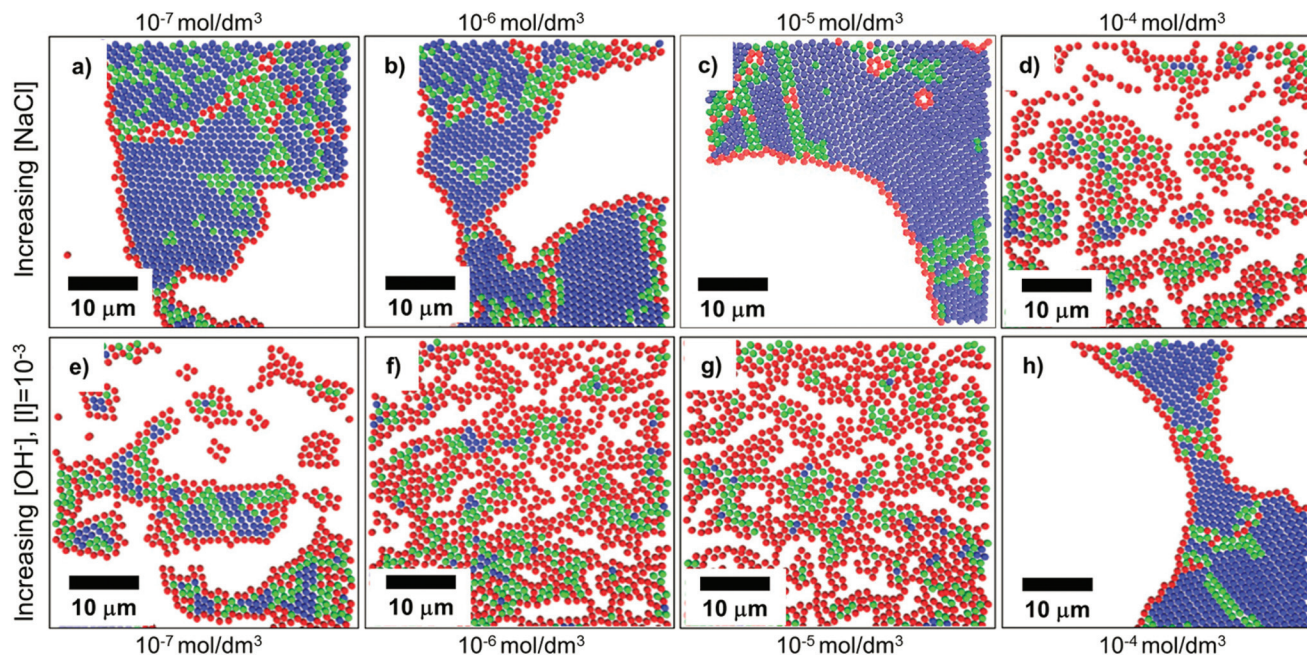 10-7 mol/dm3
10-6 mol/dm3
10-5 mol/dm3
10-4 mol/dm3
Increasing [NaCl]
a)
b)
c)
d)
10 µm
10 µm
10 µm
10 µm
Increasing [OH-], [I]=10-3
e)
f)
g)
h)
10 µm
10 µm
10 µm
10 µm
10-7 mol/dm3
10-6 mol/dm3
10-5 mol/dm3
10-4 mol/dm3